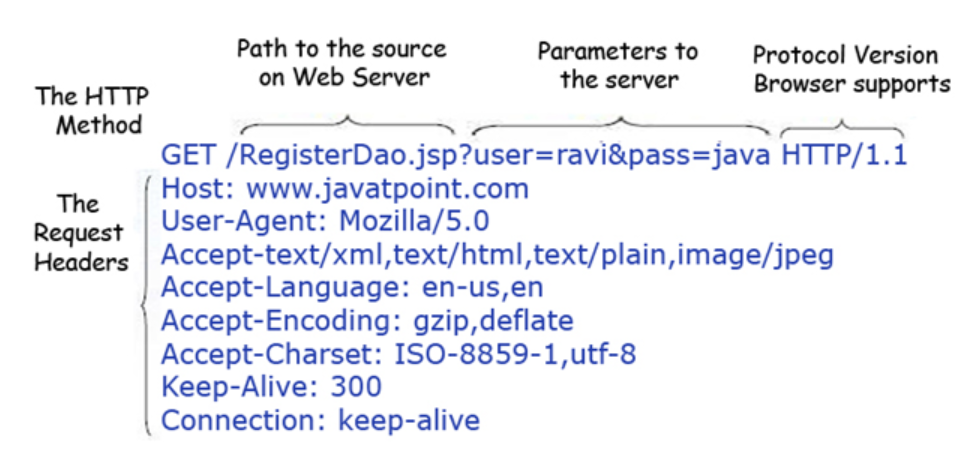 Path to the source
on Web Server
Parameters to
the server
Protocol Version
Browser supports
The HTTP
Method
GET /RegisterDao.jsp?user=ravi&pass=java HTTP/1.1
The
Request
Headers
Host: www.javatpoint.com
User-Agent: Mozilla/5.0
Accept-text/xml,text/html,text/plain,image/jpeg
Accept-Language: en-us,en
Accept-Encoding: gzip,deflate
Accept-Charset: ISO-8859-1,utf-8
Keep-Alive: 300
Connection: keep-alive